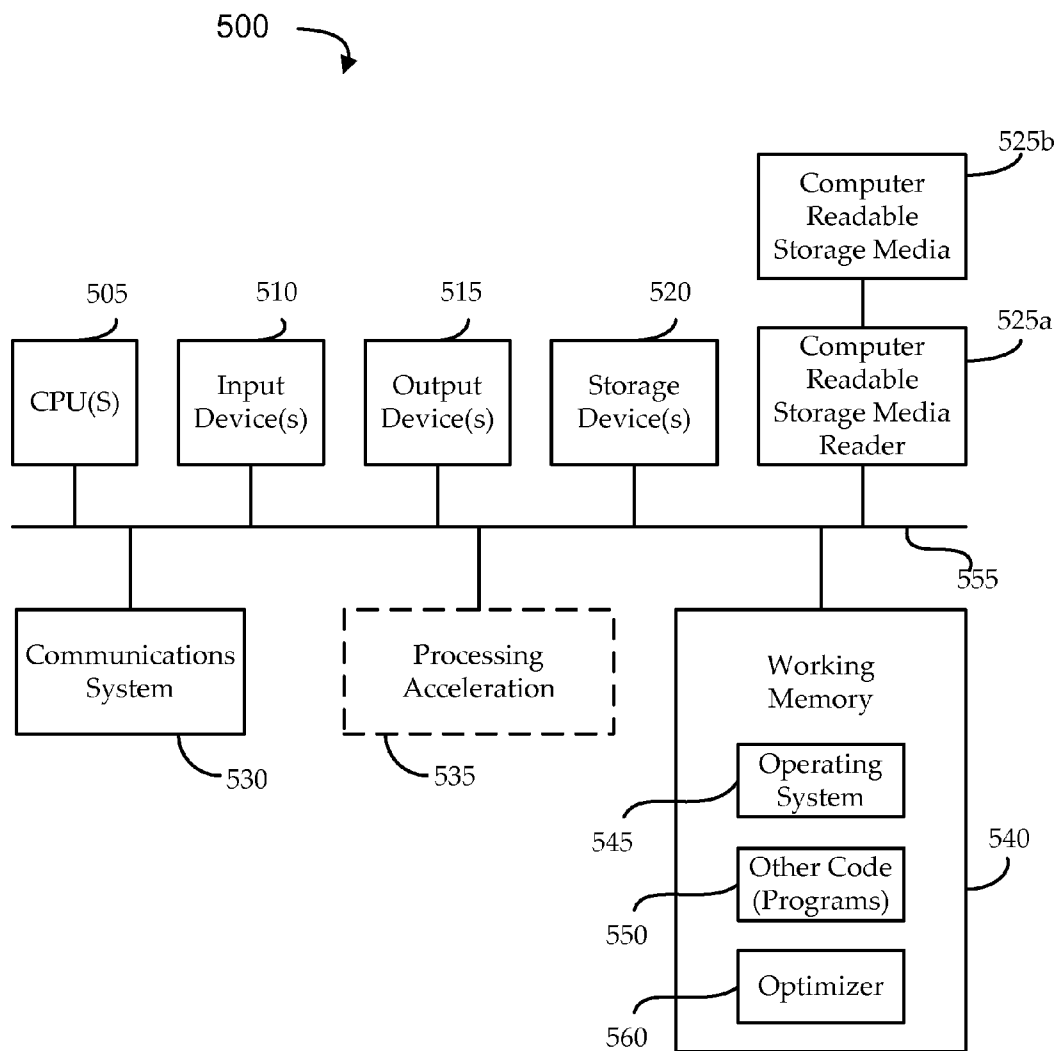 500
525b
Computer
Readable
Storage Media
505
510
515
520
525a
CPU(S)
Input
Device(s)
Output
Device(s)
Storage
Device(s)
Computer
Readable
Storage Media
Reader
555
Communications
System
530
Processing
Acceleration
535
Working
Memory
Operating
System
545
540
Other Code
(Programs)
550
Optimizer
560